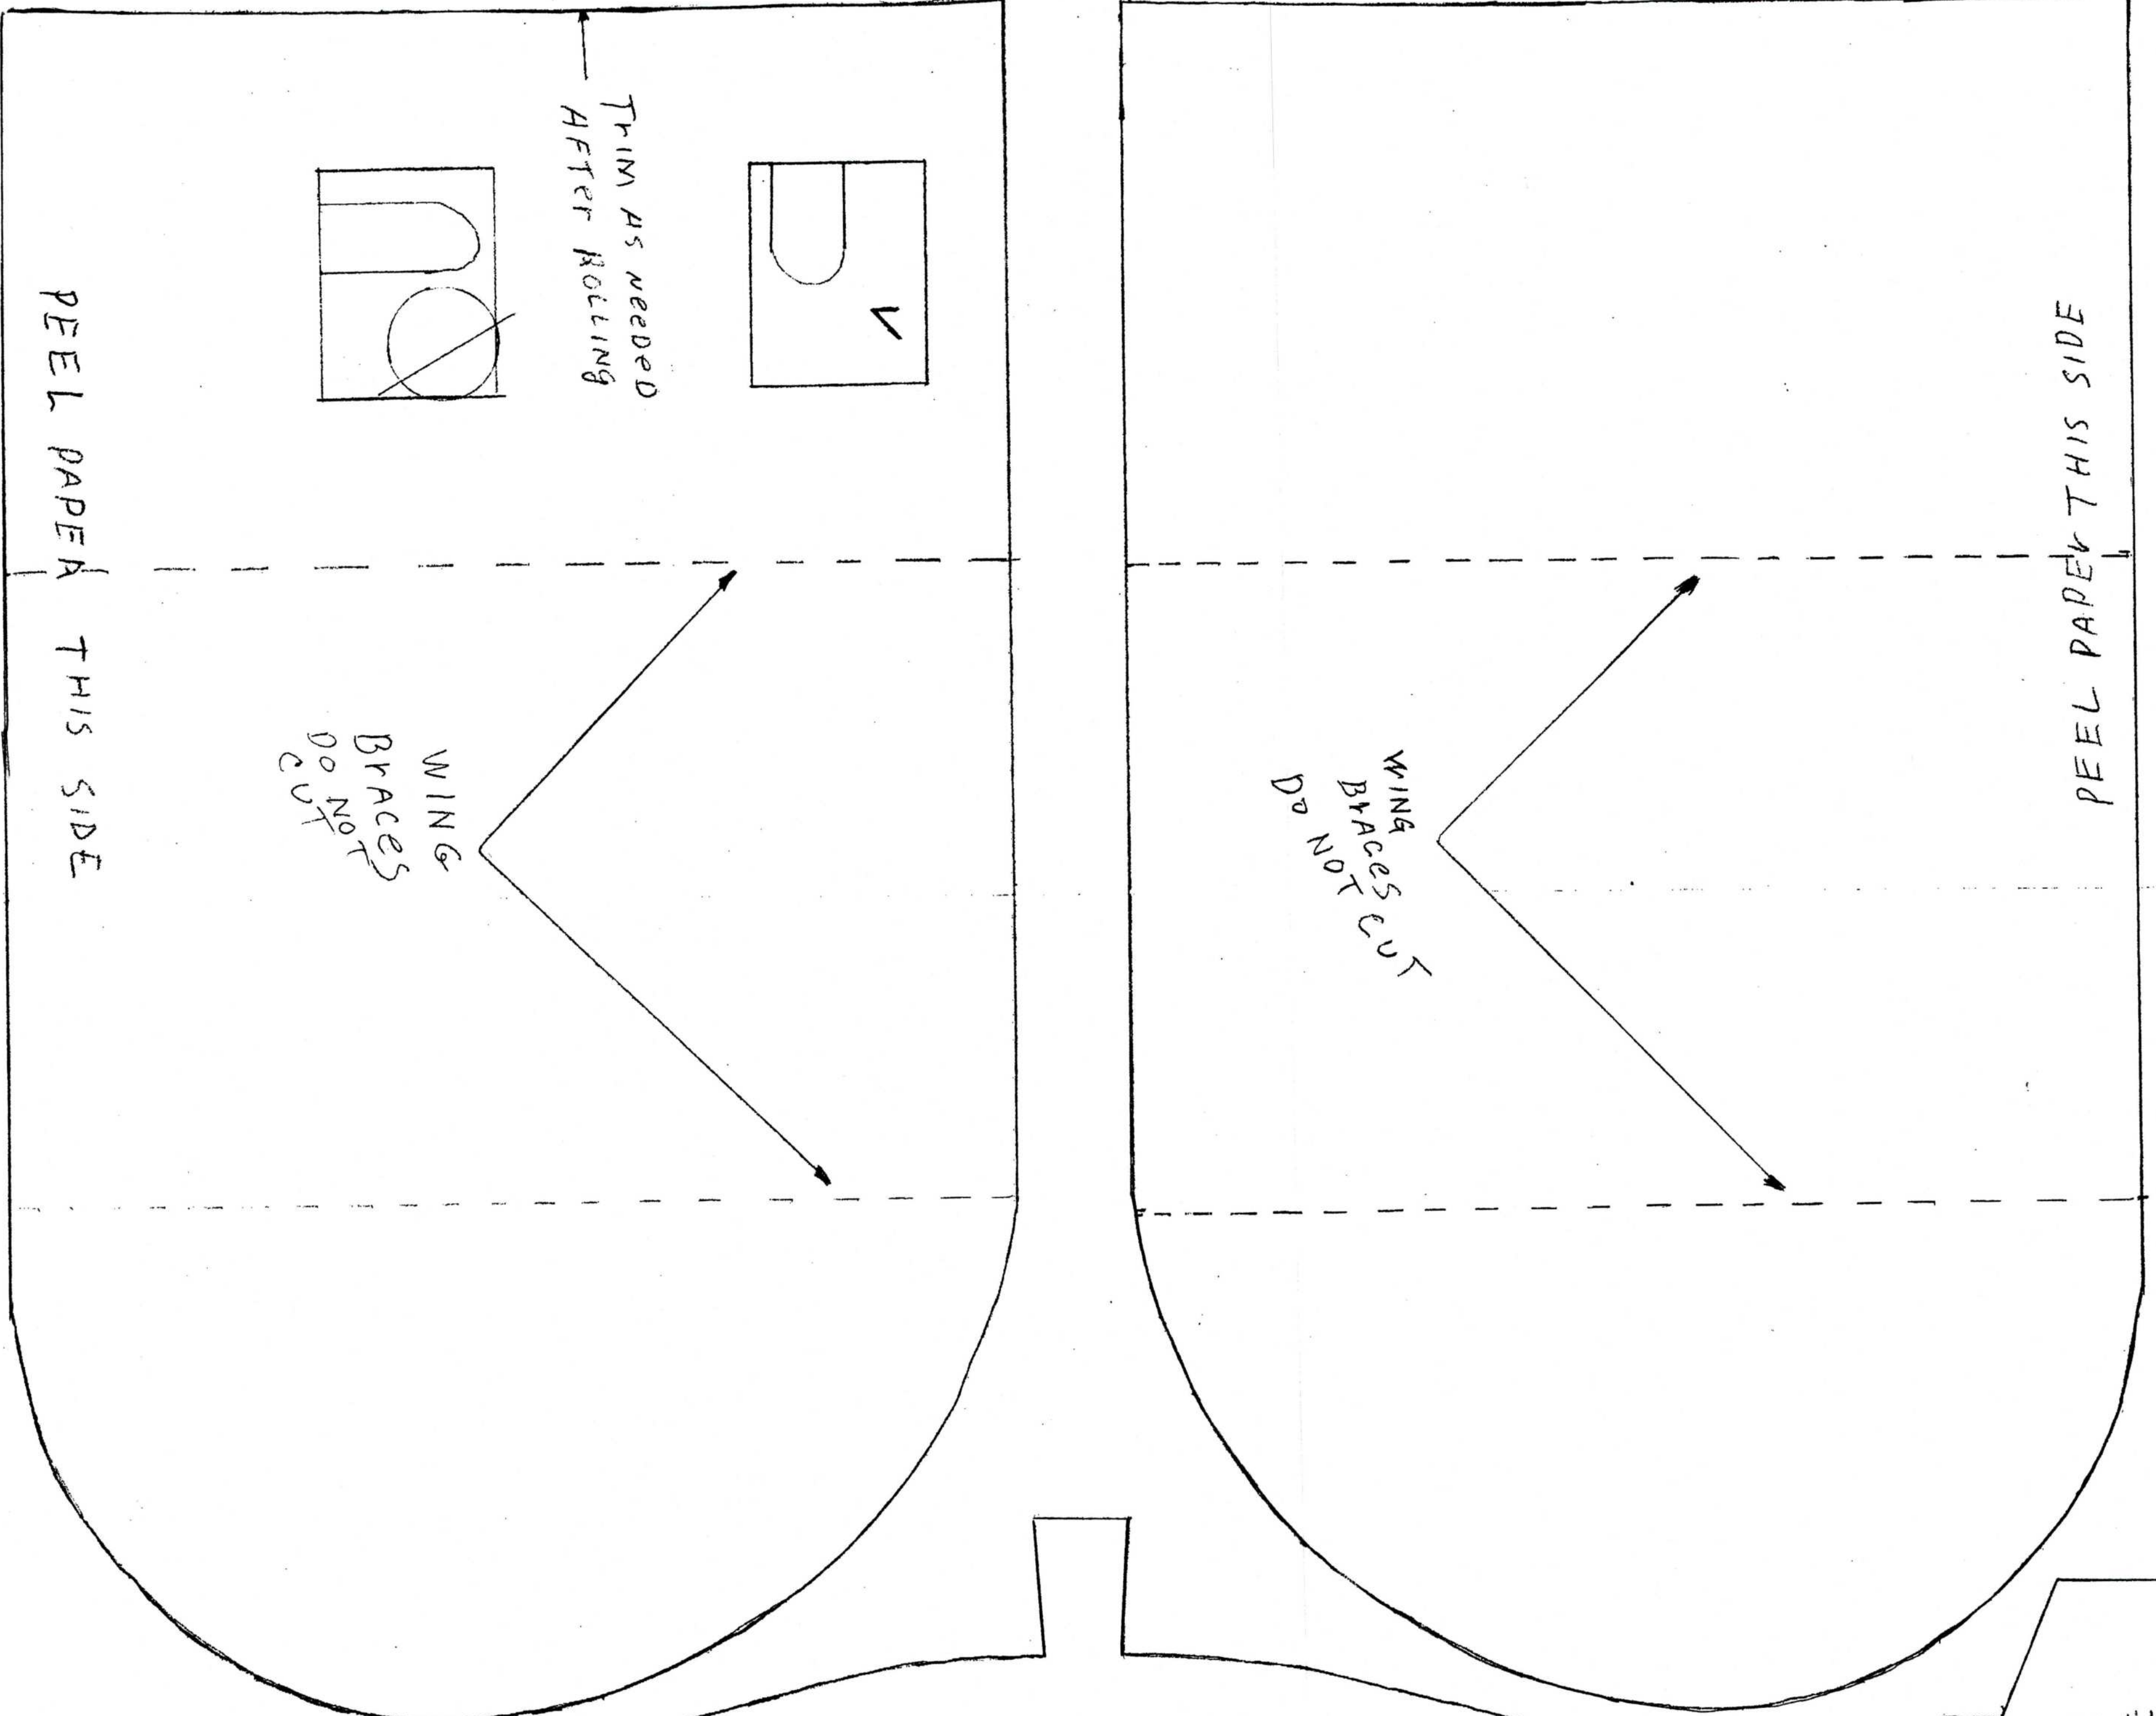 TrIM AS NeeDeD
AFTer ROLLING
V
PEEL PAPER THIS SIDE
WING
BrACeS
DO NOT
CUT
PEEL PAPEr THIS SIDE
WING
BrACeS CUT
DO NOT